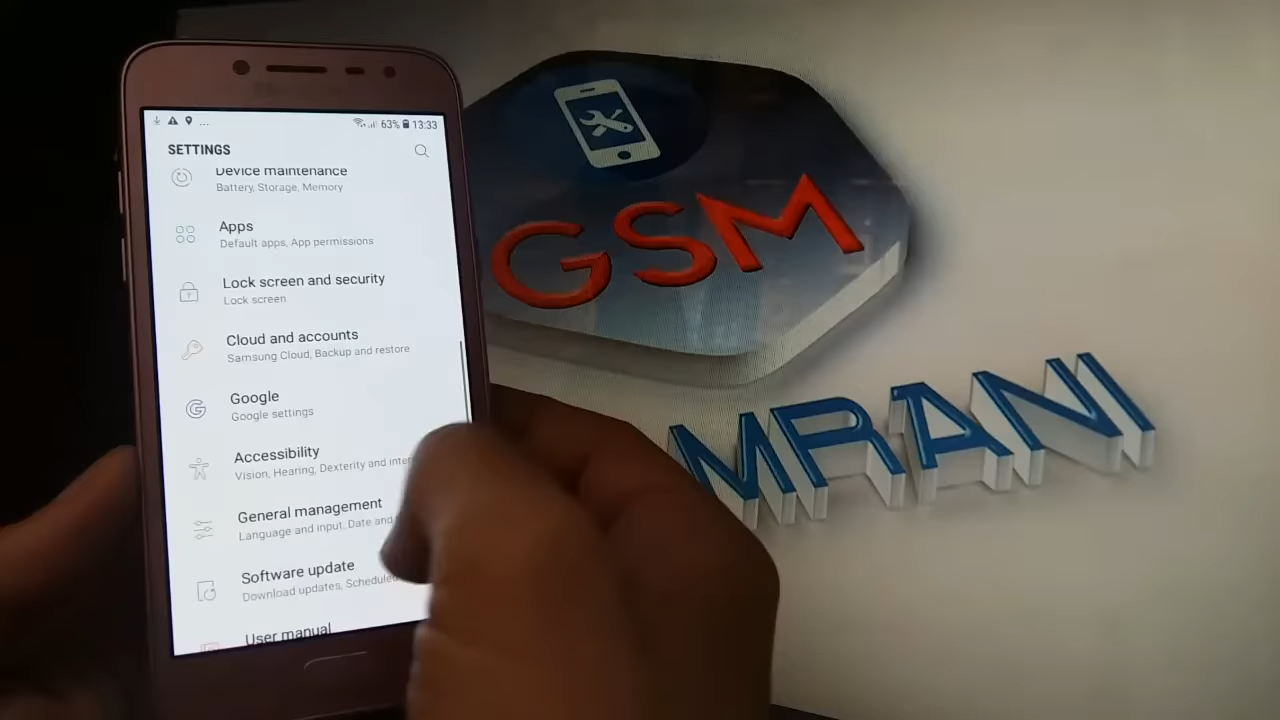 63% 13:33
SETTINGS
Device maintenance
Battery, Storage, Memory
Apps
Default apps, App permissions
Lock screen and security
Lock screen
Cloud and accounts
Samsung Cloud, Backup and restore
Google
Google settings
Accessibility
Vision, Hearing, Dexterity and
General management
Language and input, Date and
Software update
Download updates,
User manual
GSM
MRANI